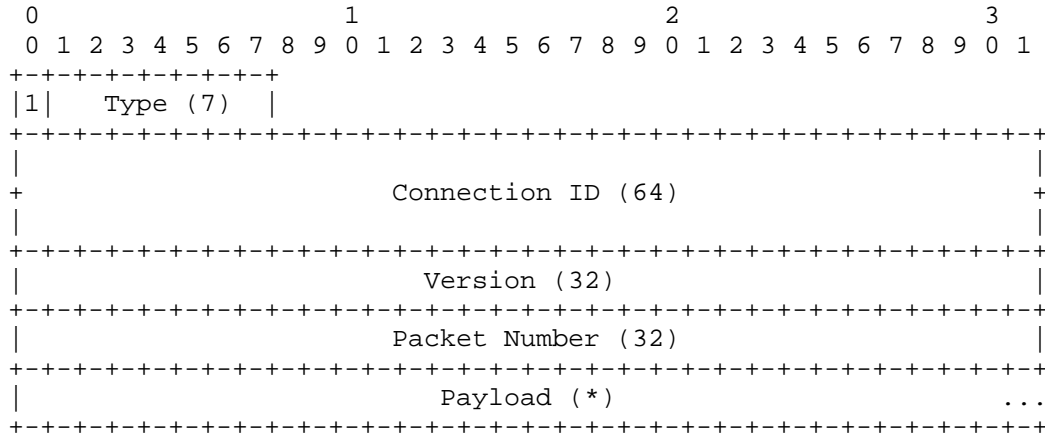 0                   1                   2                   3
 0 1 2 3 4 5 6 7 8 9 0 1 2 3 4 5 6 7 8 9 0 1 2 3 4 5 6 7 8 9 0 1
+-+-+-+-+-+-+-+-+
|1|   Type (7)  |
+-+-+-+-+-+-+-+-+-+-+-+-+-+-+-+-+-+-+-+-+-+-+-+-+-+-+-+-+-+-+-+-+
|                                                               |
+                       Connection ID (64)                      +
|                                                               |
+-+-+-+-+-+-+-+-+-+-+-+-+-+-+-+-+-+-+-+-+-+-+-+-+-+-+-+-+-+-+-+-+
|                         Version (32)                          |
+-+-+-+-+-+-+-+-+-+-+-+-+-+-+-+-+-+-+-+-+-+-+-+-+-+-+-+-+-+-+-+-+
|                       Packet Number (32)                      |
+-+-+-+-+-+-+-+-+-+-+-+-+-+-+-+-+-+-+-+-+-+-+-+-+-+-+-+-+-+-+-+-+
|                          Payload (*)                        ...
+-+-+-+-+-+-+-+-+-+-+-+-+-+-+-+-+-+-+-+-+-+-+-+-+-+-+-+-+-+-+-+-+